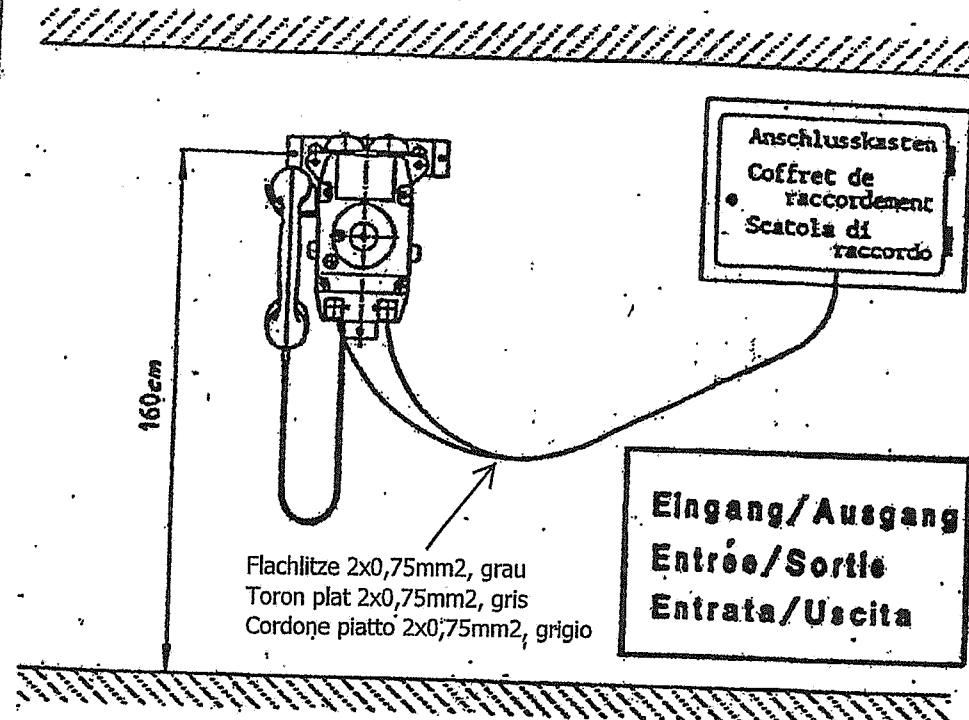 Anschlusskasten
Coffret de
raccordement
Scatola di
raccordo
160cm
Flachlitze 2x0,75mm2, grau
Toron plat 2x0,75mm2, gris
Cordone piatto 2x0,75mm2, grigio
Eingang/Ausgang
Entrée/Sortie
Entrata/Uscita